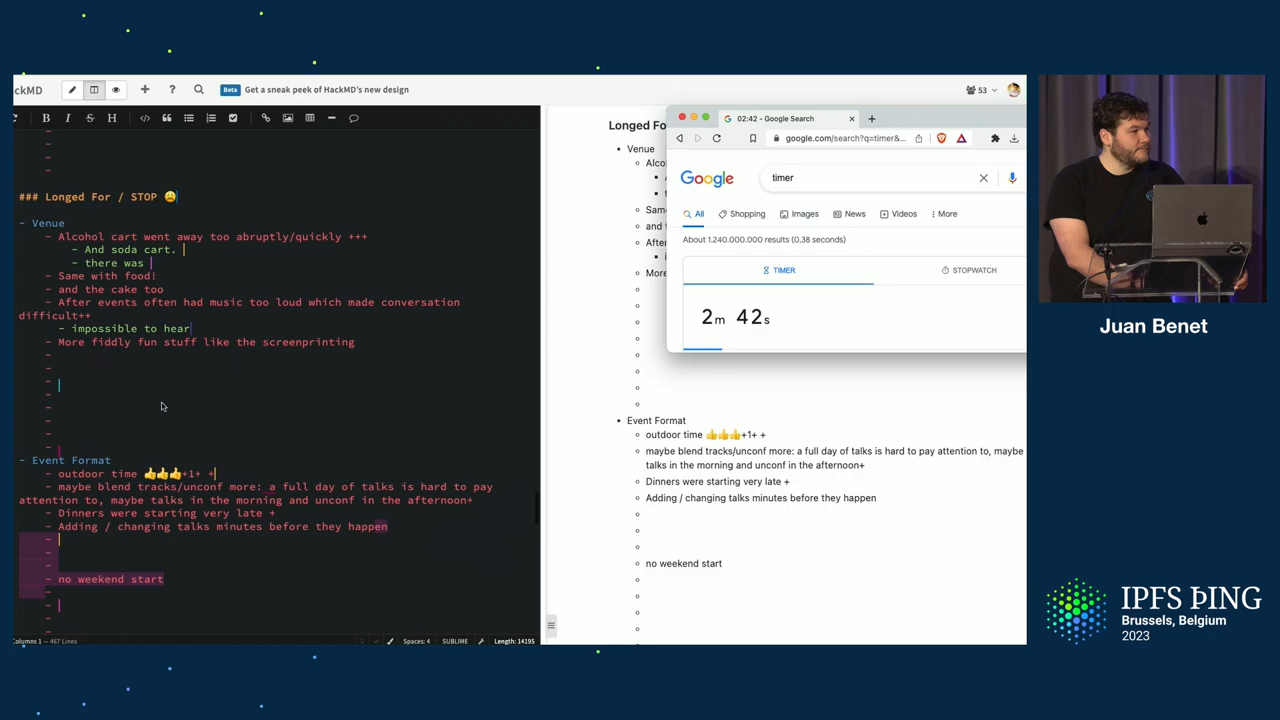 ckMD
Beta Get a sneak peek of HackMD's new design
53
### Longed For / STOP 😩
- Venue
- Alcohol cart went away too abruptly/quickly +++
- And soda cart.
- there was
- Same with food!
- and the cake too
- After events often had music too loud which made conversation
difficult++
- impossible to hear
- More fiddly fun stuff like the screenprinting
- Event Format
- outdoor time 👍👍👍+1+ +
- maybe blend tracks/unconf more: a full day of talks is hard to pay
attention to, maybe talks in the morning and unconf in the afternoon+
- Dinners were starting very late +
- Adding / changing talks minutes before they happen
- no weekend start
Columns 1 — 467 Lines
Spaces: 4
SUBLIME
Length: 14195
Longed Fo
Venue
Alco
Same
and t
After
More
Event Format
outdoor time 👍👍👍+1+ +
maybe blend tracks/unconf more: a full day of talks is hard to pay attention to, maybe
talks in the morning and unconf in the afternoon+
Dinners were starting very late +
Adding / changing talks minutes before they happen
no weekend start
02:42 - Google Search
google.com/search?q=timer&...
Google
timer
All Shopping Images News Videos More
About 1.240.000.000 results (0,38 seconds)
TIMER
STOPWATCH
2m 42s
Juan Benet
IPFS ÞING
Brussels, Belgium
2023